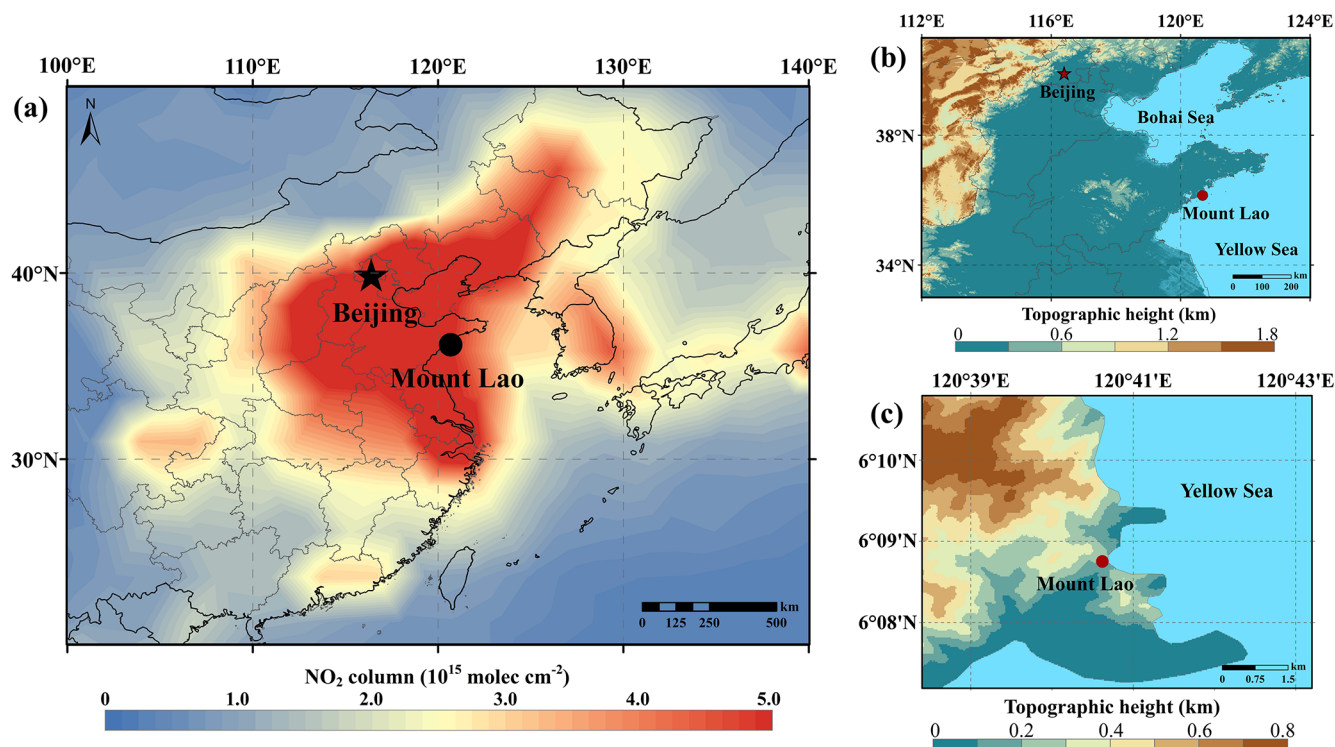 (a)
100°E 110°E 120°E 130°E 140°E
N
40°N
30°N
Beijing
Mount Lao
km
0 125 250 500
NO₂ column (10¹⁵ molec cm⁻²)
0 1.0 2.0 3.0 4.0 5.0
112°E 116°E 120°E 124°E
(b)
Beijing
Bohai Sea
38°N
Mount Lao
Yellow Sea
34°N
km
0 100 200
Topographic height (km)
0 0.6 1.2 1.8
120°39'E 120°41'E 120°43'E
(c)
6°10'N
Yellow Sea
6°09'N
Mount Lao
6°08'N
km
0 0.75 1.5
Topographic height (km)
0 0.2 0.4 0.6 0.8